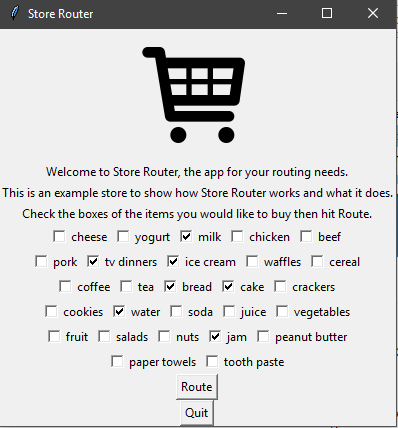 Store Router
Welcome to Store Router, the app for your routing needs.
This is an example store to show how Store Router works and what it does.
Check the boxes of the items you would like to buy then hit Route.
cheese yogurt milk chicken beef
pork tv dinners ice cream waffles cereal
coffee tea bread cake crackers
cookies water soda juice vegetables
fruit salads nuts jam peanut butter
paper towels tooth paste
Route
Quit